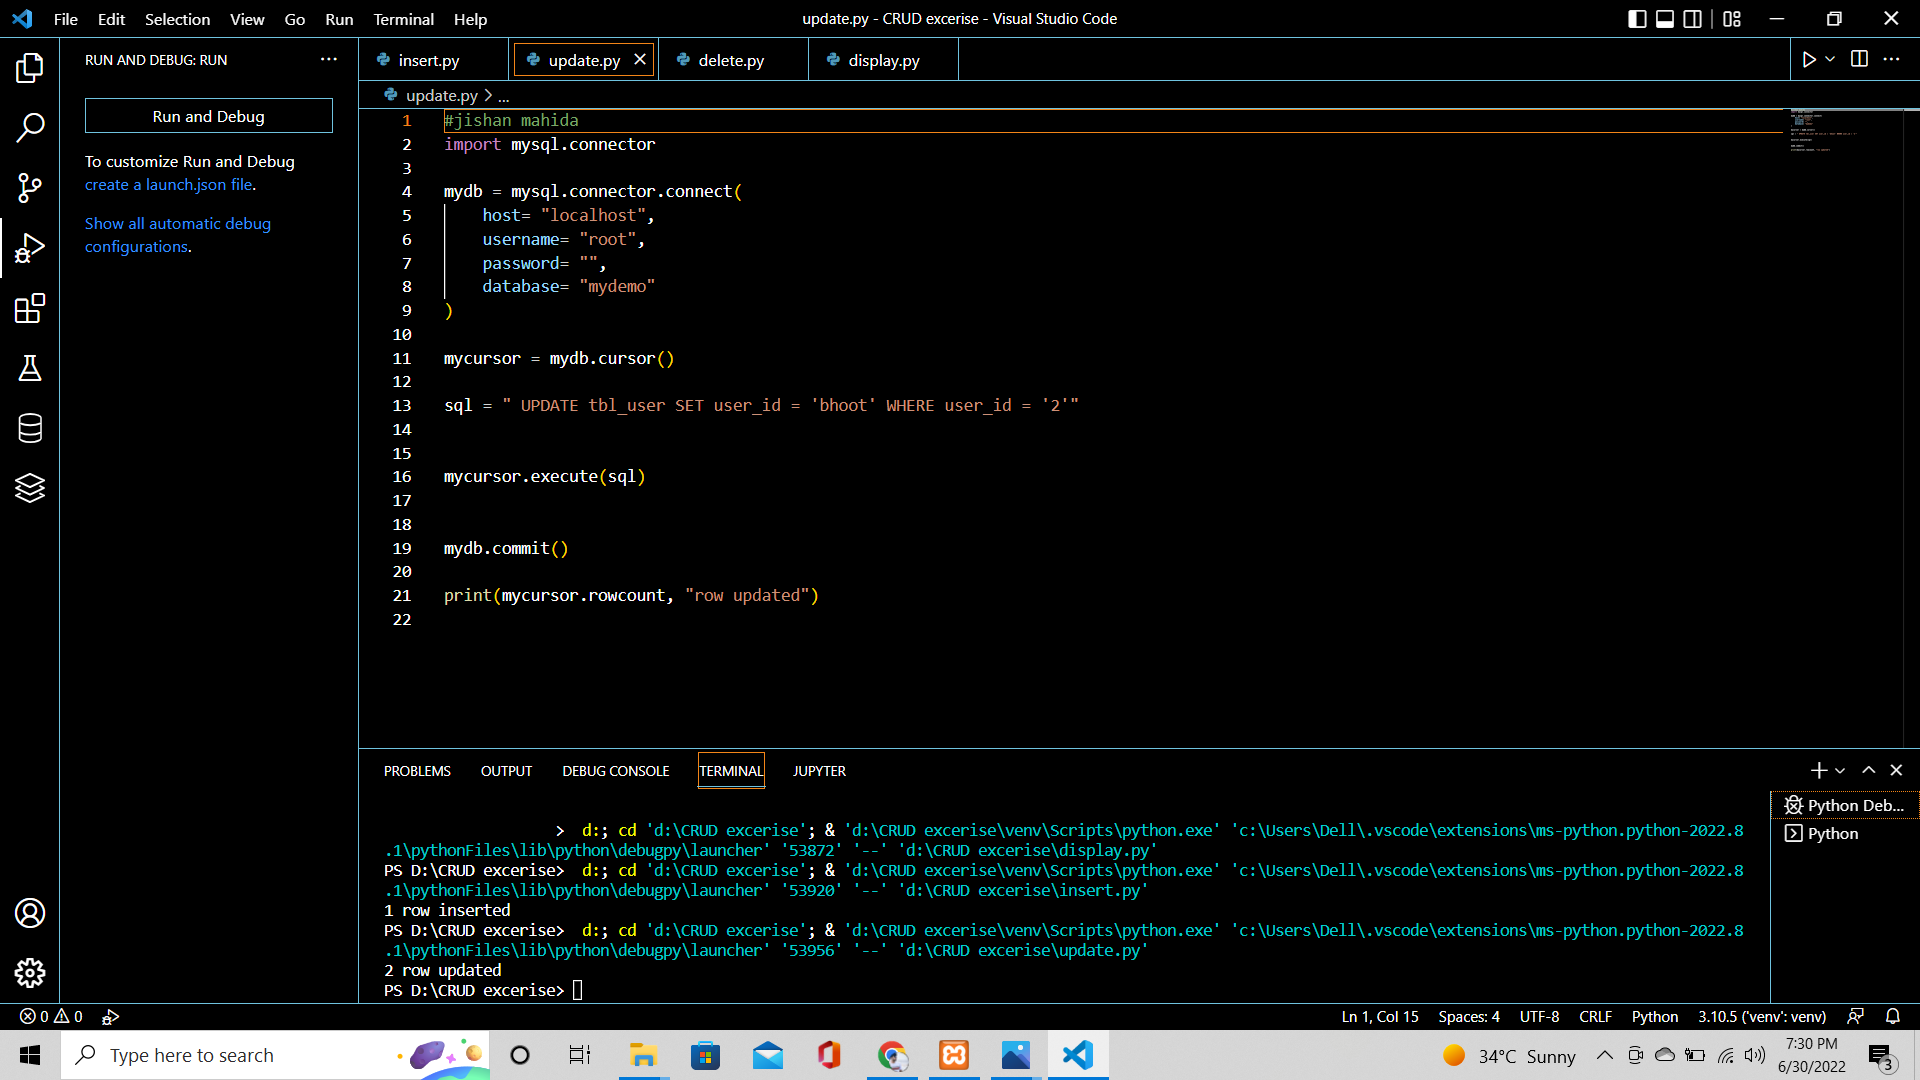 File Edit Selection View Go Run Terminal Help
update.py - CRUD excerise - Visual Studio Code
RUN AND DEBUG: RUN ...
Run and Debug
To customize Run and Debug
create a launch.json file.
Show all automatic debug
configurations.
insert.py update.py delete.py display.py
update.py > ...
1 #jishan mahida
2 import mysql.connector
3
4 mydb = mysql.connector.connect(
5 host= "localhost",
6 username= "root",
7 password= "",
8 database= "mydemo"
9 )
10
11 mycursor = mydb.cursor()
12
13 sql = " UPDATE tbl_user SET user_id = 'bhoot' WHERE user_id = '2'"
14
15
16 mycursor.execute(sql)
17
18
19 mydb.commit()
20
21 print(mycursor.rowcount, "row updated")
22
PROBLEMS OUTPUT DEBUG CONSOLE TERMINAL JUPYTER
> d:; cd 'd:\CRUD excerise'; & 'd:\CRUD excerise\venv\Scripts\python.exe' 'c:\Users\Dell\.vscode\extensions\ms-python.python-2022.8
.1\pythonFiles\lib\python\debugpy\launcher' '53872' '--' 'd:\CRUD excerise\display.py'
PS D:\CRUD excerise> d:; cd 'd:\CRUD excerise'; & 'd:\CRUD excerise\venv\Scripts\python.exe' 'c:\Users\Dell\.vscode\extensions\ms-python.python-2022.8
.1\pythonFiles\lib\python\debugpy\launcher' '53920' '--' 'd:\CRUD excerise\insert.py'
1 row inserted
PS D:\CRUD excerise> d:; cd 'd:\CRUD excerise'; & 'd:\CRUD excerise\venv\Scripts\python.exe' 'c:\Users\Dell\.vscode\extensions\ms-python.python-2022.8
.1\pythonFiles\lib\python\debugpy\launcher' '53956' '--' 'd:\CRUD excerise\update.py'
2 row updated
PS D:\CRUD excerise>
Python Deb...
Python
0 0
Ln 1, Col 15 Spaces: 4 UTF-8 CRLF Python 3.10.5 ('venv': venv)
Type here to search
34°C Sunny
7:30 PM
6/30/2022
3